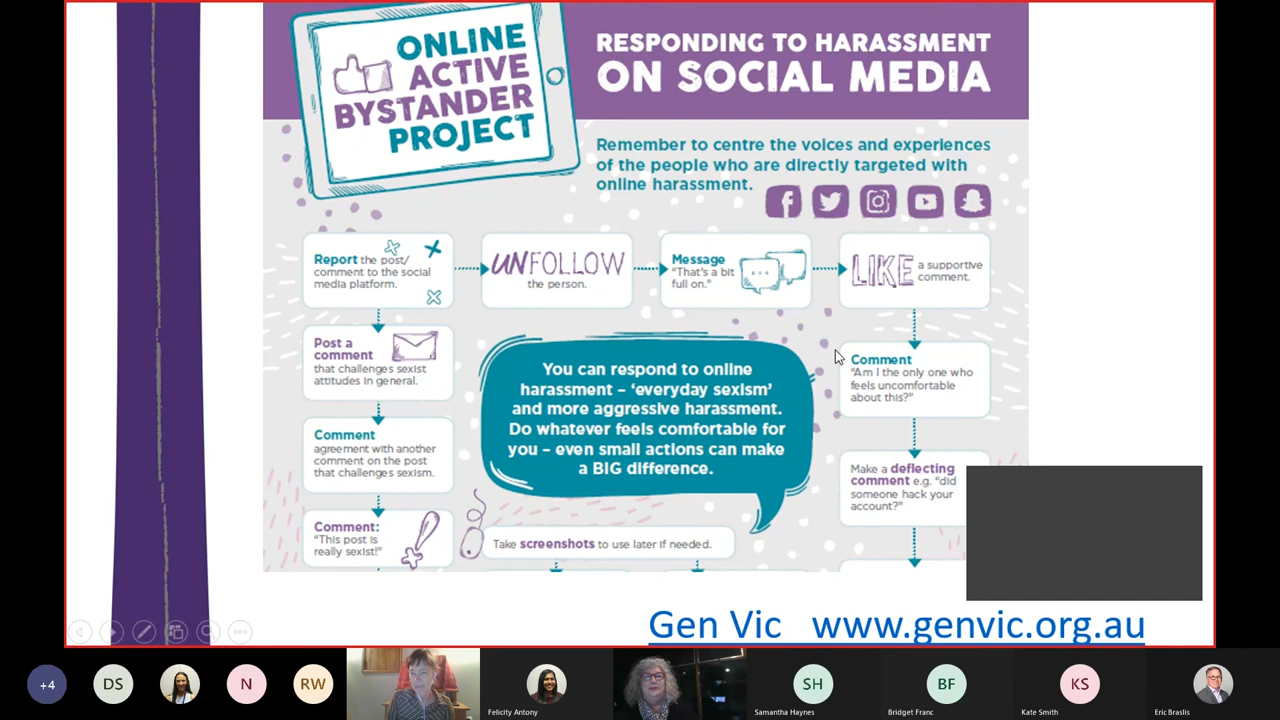 ONLINE
ACTIVE
BYSTANDER
PROJECT
RESPONDING TO HARASSMENT
ON SOCIAL MEDIA
Remember to centre the voices and experiences
of the people who are directly targeted with
online harassment.
Report the post/
comment to the social
media platform.
UNFOLLOW
the person.
Message
"That's a bit
full on."
LIKE a supportive
comment.
Post a
comment
that challenges sexist
attitudes in general.
Comment
agreement with another
comment on the post
that challenges sexism.
Comment:
"This post is
really sexist!"
You can respond to online
harassment – 'everyday sexism'
and more aggressive harassment.
Do whatever feels comfortable for
you – even small actions can make
a BIG difference.
Take screenshots to use later if needed.
Comment
"Am I the only one who
feels uncomfortable
about this?"
Make a deflecting
comment e.g. "did
someone hack your
account?"
Gen Vic www.genvic.org.au
+4
DS
N
RW
Felicity Antony
SH
Samantha Haynes
BF
Bridget Franc
KS
Kate Smith
Eric Braslis